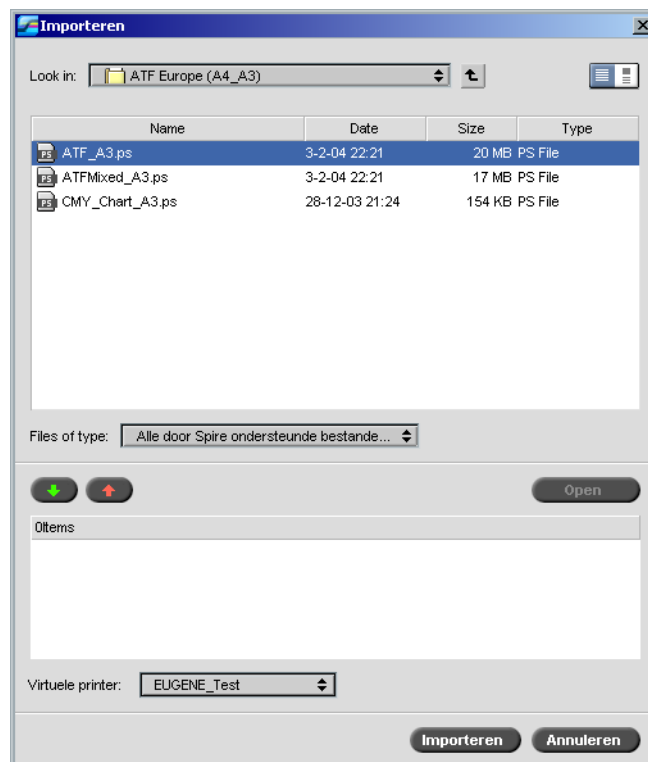 Importeren
Look in: ATF Europe (A4_A3)
Name Date Size Type
PS ATF_A3.ps 3-2-04 22:21 20 MB PS File
PS ATFMixed_A3.ps 3-2-04 22:21 17 MB PS File
PS CMY_Chart_A3.ps 28-12-03 21:24 154 KB PS File
Files of type: Alle door Spire ondersteunde bestande...
Open
0Items
Virtuele printer: EUGENE_Test
Importeren Annuleren